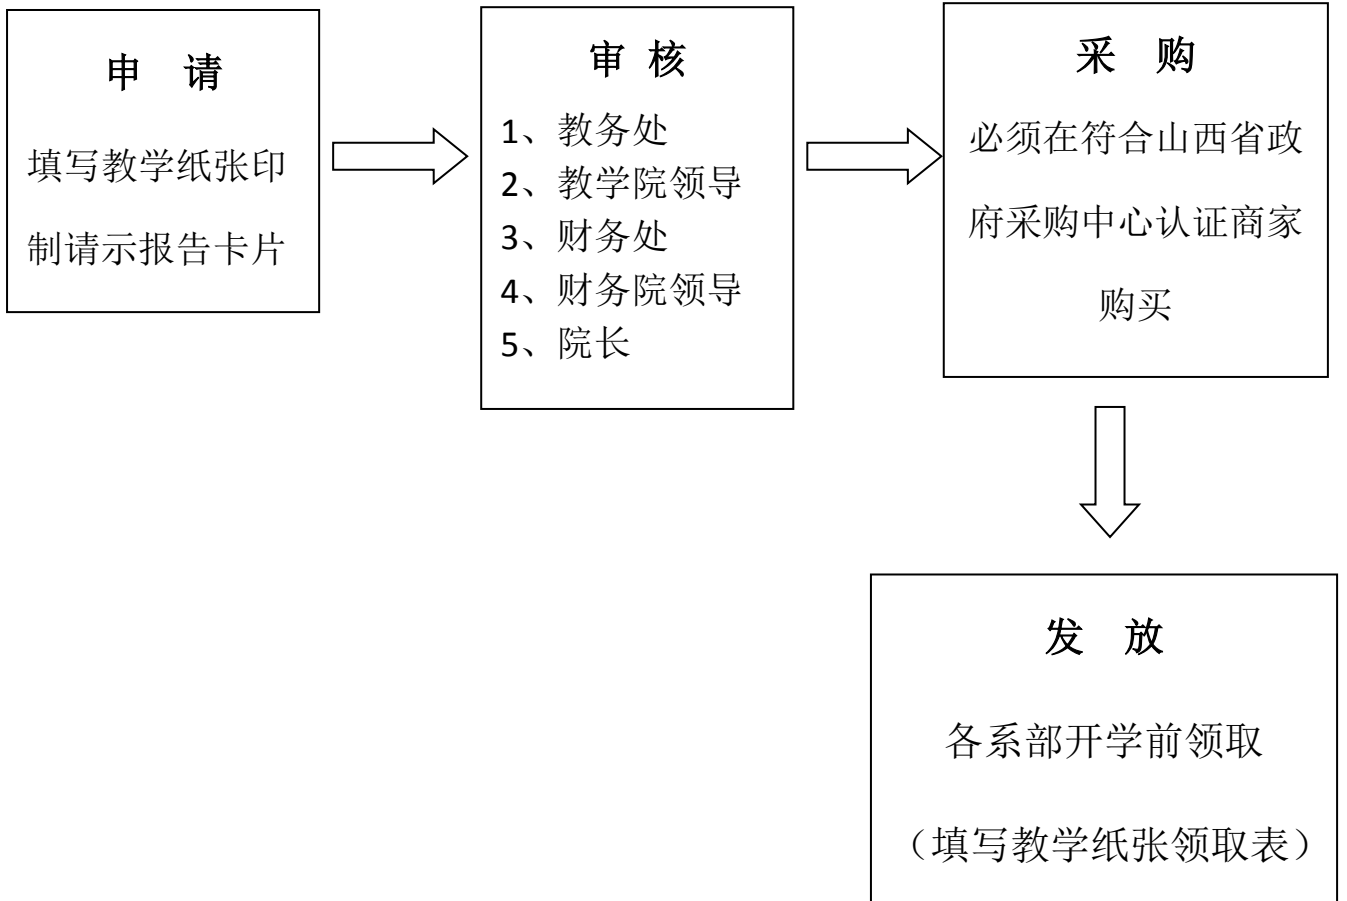 申 请
填写教学纸张印
制请示报告卡片
审 核
1、教务处
2、教学院领导
3、财务处
4、财务院领导
5、院长
采 购
必须在符合山西省政
府采购中心认证商家
购买
发 放
各系部开学前领取
（填写教学纸张领取表）